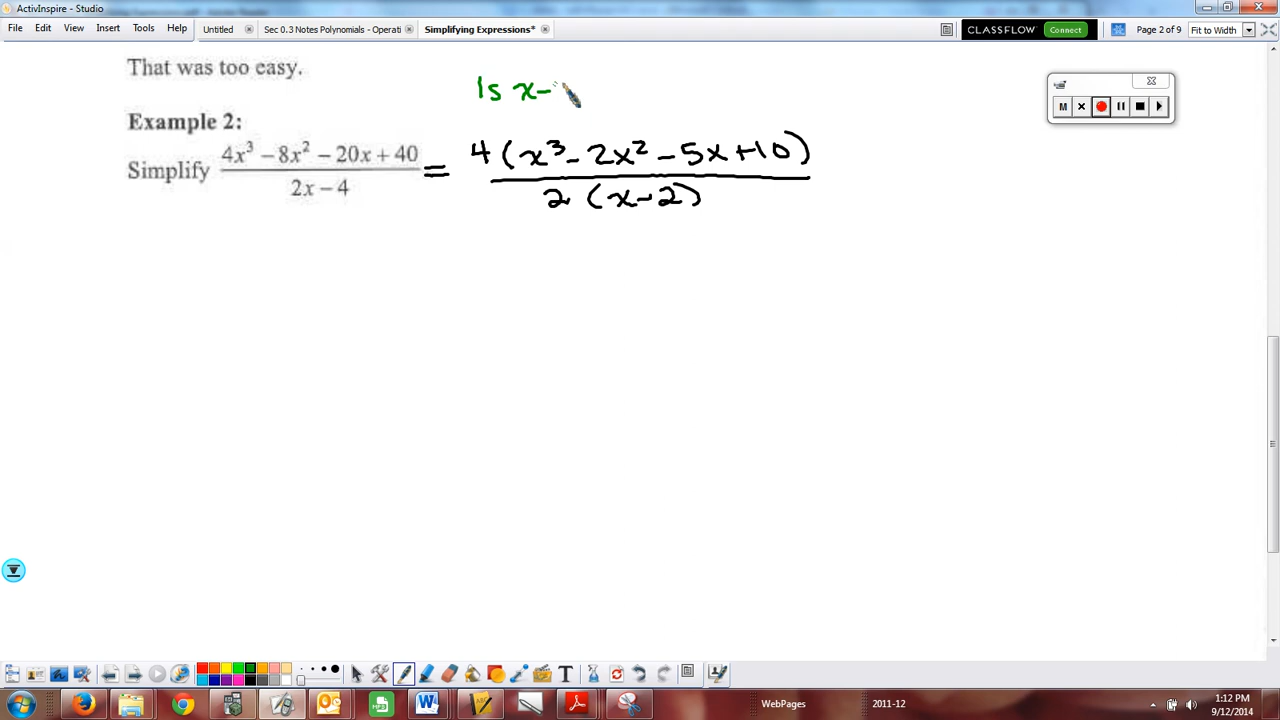 ActivInspire - Studio
File Edit View Insert Tools Help Untitled Sec 0.3 Notes Polynomials - Operati Simplifying Expressions* CLASSFLOW Connect Page 2 of 9 Fit to Width
That was too easy.
Is x-
M
Example 2:
Simplify (4x³ - 8x² - 20x + 40)/(2x - 4) = 4(x³ - 2x² - 5x + 10)/2(x - 2)
WebPages 2011-12 1:12 PM
9/12/2014